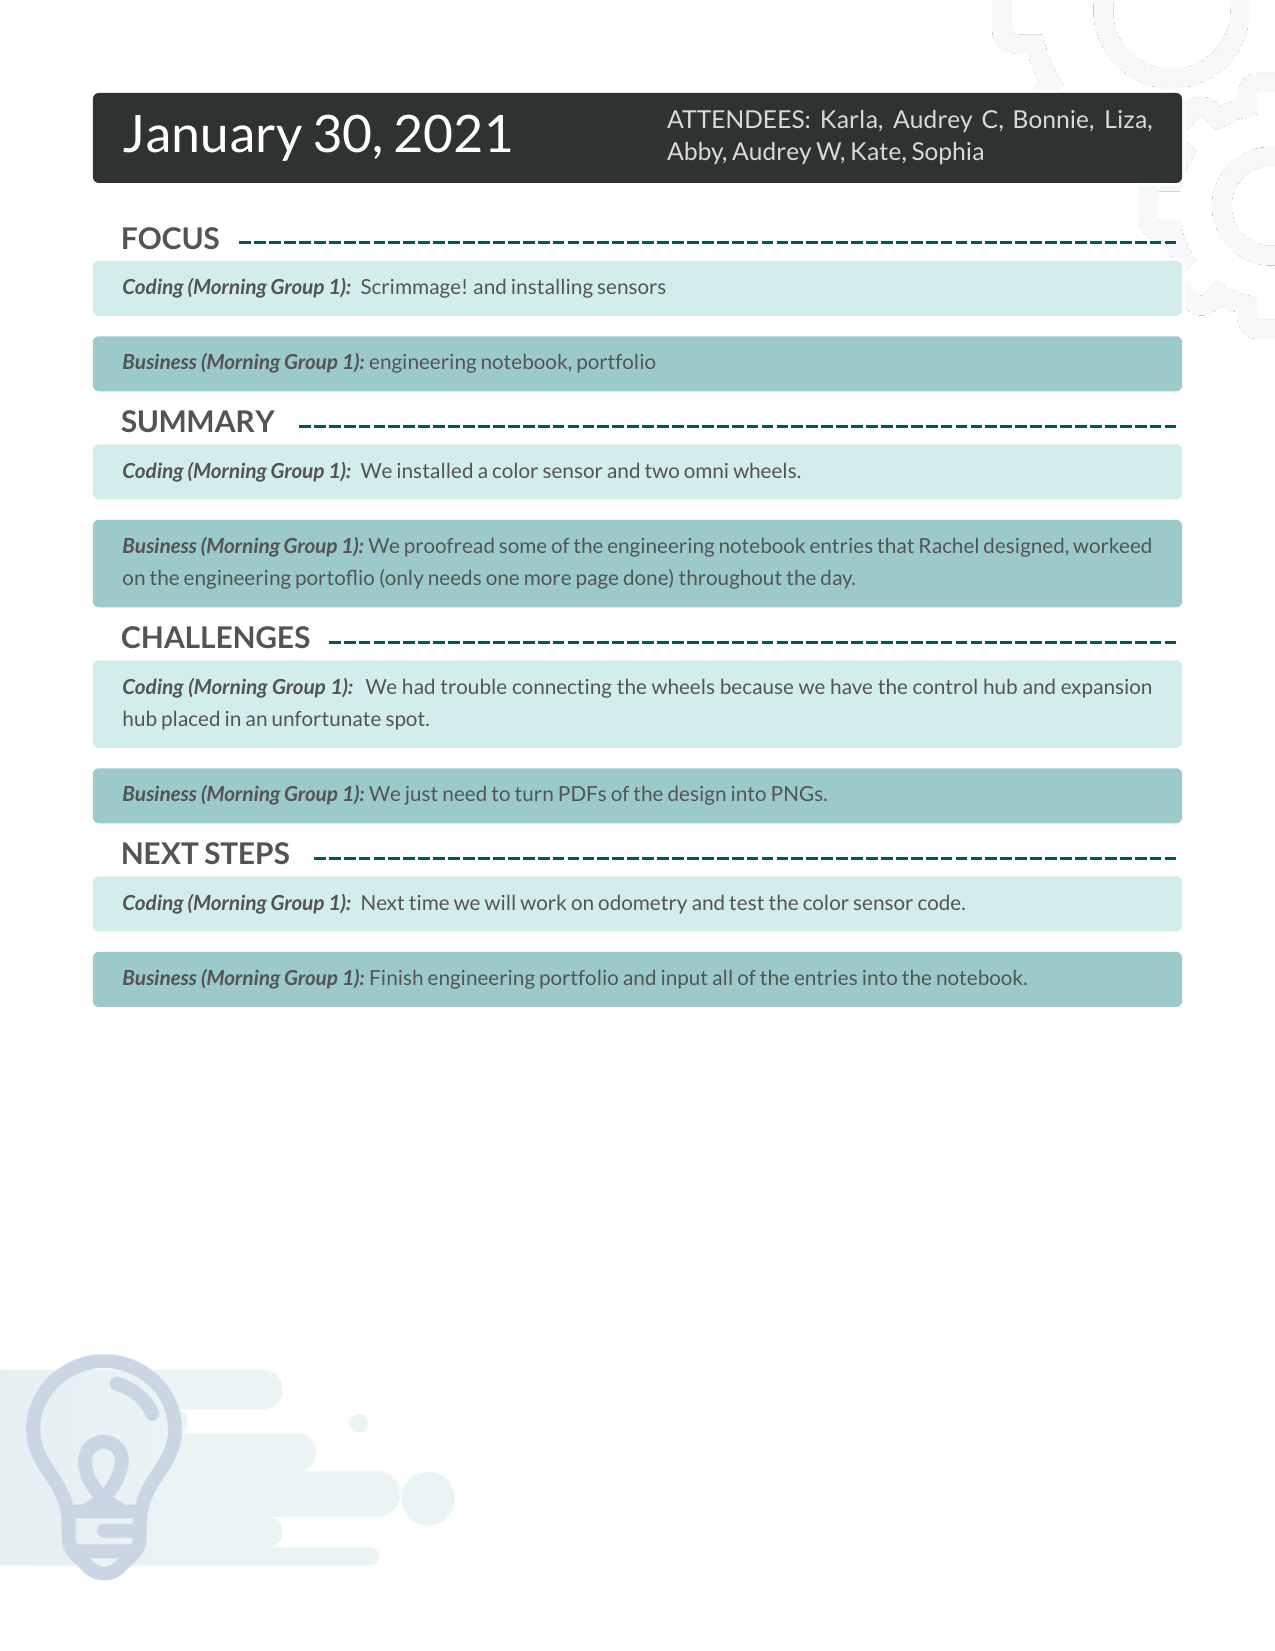 January 30, 2021
ATTENDEES: Karla, Audrey C, Bonnie, Liza,
Abby, Audrey W, Kate, Sophia
FOCUS
Coding (Morning Group 1): Scrimmage! and installing sensors
Business (Morning Group 1): engineering notebook, portfolio
SUMMARY
Coding (Morning Group 1): We installed a color sensor and two omni wheels.
Business (Morning Group 1): We proofread some of the engineering notebook entries that Rachel designed, workeed
on the engineering portoflio (only needs one more page done) throughout the day.
CHALLENGES
Coding (Morning Group 1): We had trouble connecting the wheels because we have the control hub and expansion
hub placed in an unfortunate spot.
Business (Morning Group 1): We just need to turn PDFs of the design into PNGs.
NEXT STEPS
Coding (Morning Group 1): Next time we will work on odometry and test the color sensor code.
Business (Morning Group 1): Finish engineering portfolio and input all of the entries into the notebook.